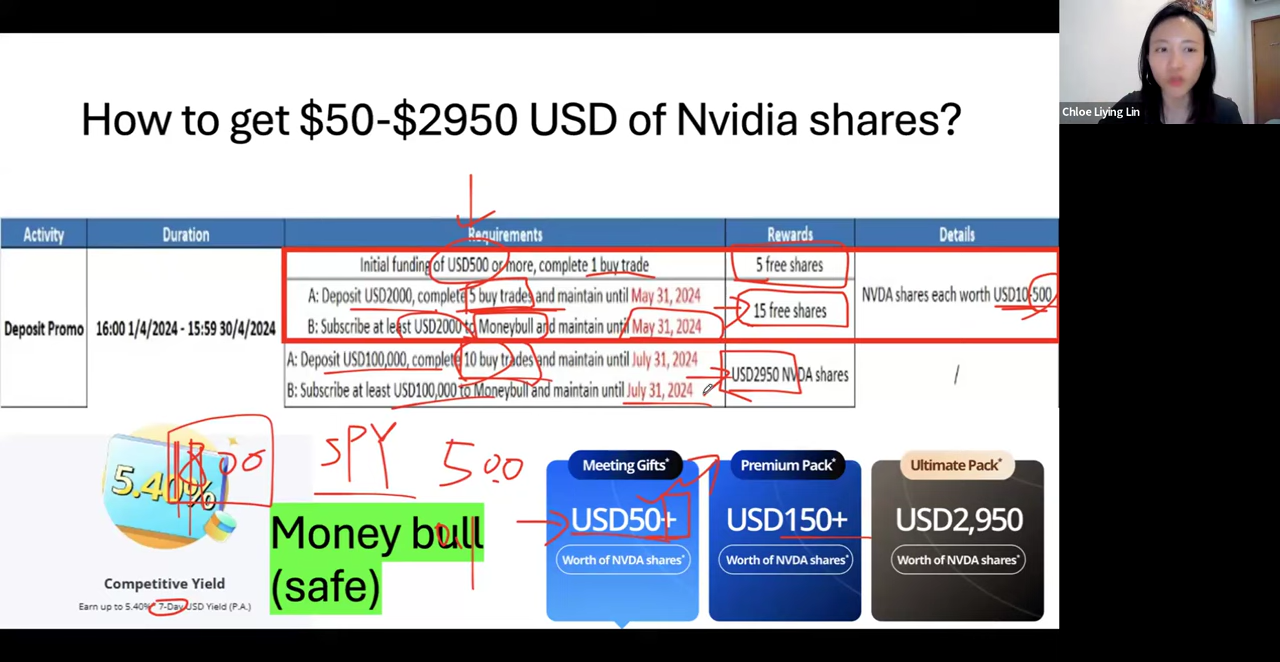 Chloe Liying Lin
How to get $50-$2950 USD of Nvidia shares?
Activity Duration Requirements Rewards Details
Initial funding of USD500 or more, complete 1 buy trade
5 free shares
A: Deposit USD2000, complete 5 buy trades and maintain until May 31, 2024
NVDA shares each worth USD10-500
15 free shares
Deposit Promo 16:00 1/4/2024 - 15:59 30/4/2024
B: Subscribe at least USD2000 to Moneybull and maintain until May 31, 2024
A: Deposit USD100,000, complete 10 buy trades and maintain until July 31, 2024
USD2950 NVDA shares
/
B: Subscribe at least USD100,000 to Moneybull and maintain until July 31, 2024
SPY 500
5.40%
Money bull
(safe)
Competitive Yield
Earn up to 5.40%* 7-Day USD Yield (P.A.)
Meeting Gifts*
USD50+
Worth of NVDA shares*
Premium Pack*
USD150+
Worth of NVDA shares*
Ultimate Pack*
USD2,950
Worth of NVDA shares*